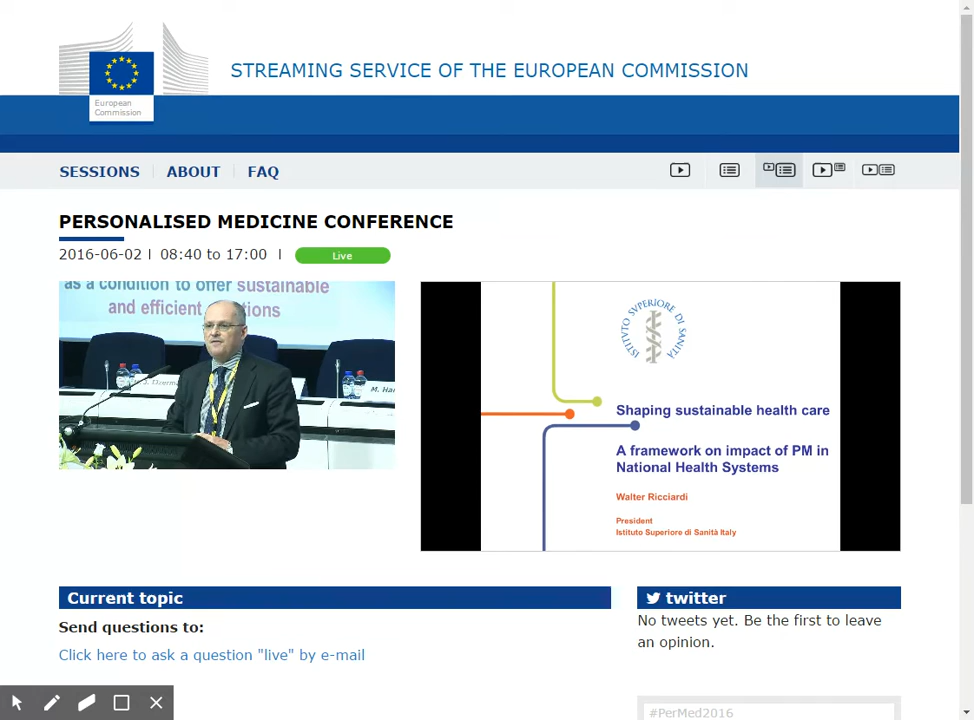 European
Commission
STREAMING SERVICE OF THE EUROPEAN COMMISSION
SESSIONS
ABOUT
FAQ
PERSONALISED MEDICINE CONFERENCE
2016-06-02 | 08:40 to 17:00 |
Live
as a condition to offer sustainable
and efficient
ISTITVTO SVPERIORE DI SANITÀ
Shaping sustainable health care
A framework on impact of PM in
National Health Systems
Walter Ricciardi
President
Istituto Superiore di Sanità Italy
Current topic
Send questions to:
Click here to ask a question "live" by e-mail
twitter
No tweets yet. Be the first to leave
an opinion.
#PerMed2016